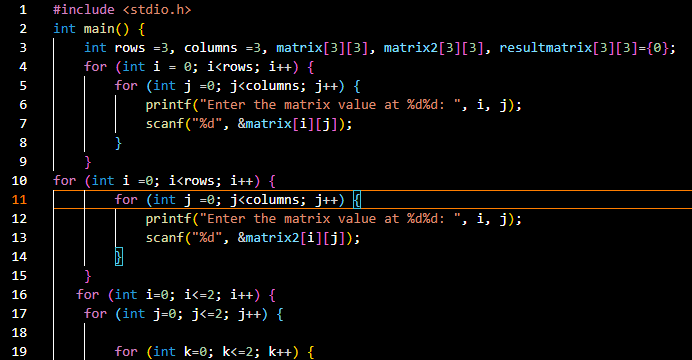 1 #include <stdio.h>
2 int main() {
3     int rows =3, columns =3, matrix[3][3], matrix2[3][3], resultmatrix[3][3]={0};
4     for (int i = 0; i<rows; i++) {
5         for (int j =0; j<columns; j++) {
6             printf("Enter the matrix value at %d%d: ", i, j);
7             scanf("%d", &matrix[i][j]);
8         }
9     }
10 for (int i =0; i<rows; i++) {
11         for (int j =0; j<columns; j++) {
12             printf("Enter the matrix value at %d%d: ", i, j);
13             scanf("%d", &matrix2[i][j]);
14         }
15     }
16    for (int i=0; i<=2; i++) {
17     for (int j=0; j<=2; j++) {
18
19         for (int k=0; k<=2; k++) {